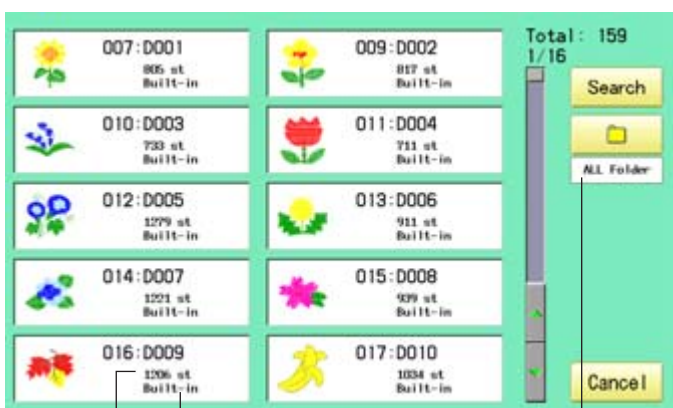 007:D001
805 st
Built-in
009:D002
817 st
Built-in
010:D003
733 st
Built-in
011:D004
711 st
Built-in
012:D005
1279 st
Built-in
013:D006
911 st
Built-in
014:D007
1221 st
Built-in
015:D008
939 st
Built-in
016:D009
1206 st
Built-in
017:D010
1034 st
Built-in
Total: 159
1/16
Search
ALL Folder
Cancel